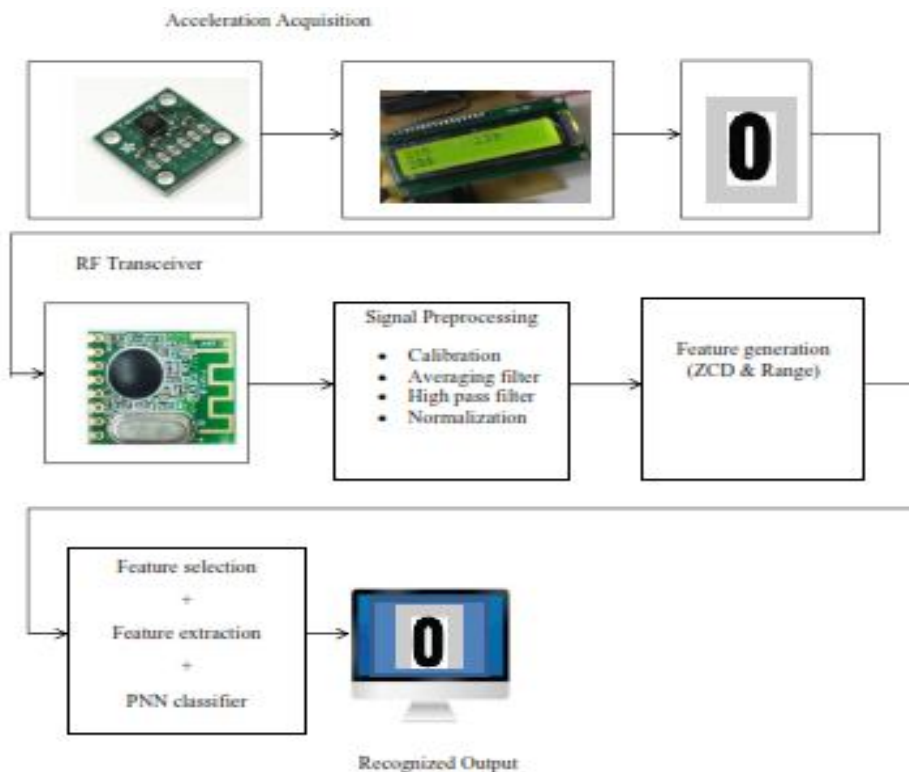 Acceleration Acquisition
0
RF Transceiver
Signal Preprocessing
• Calibration
• Averaging filter
• High pass filter
• Normalization
Feature generation
(ZCD & Range)
Feature selection
+
Feature extraction
+
PNN classifier
0
Recognized Output